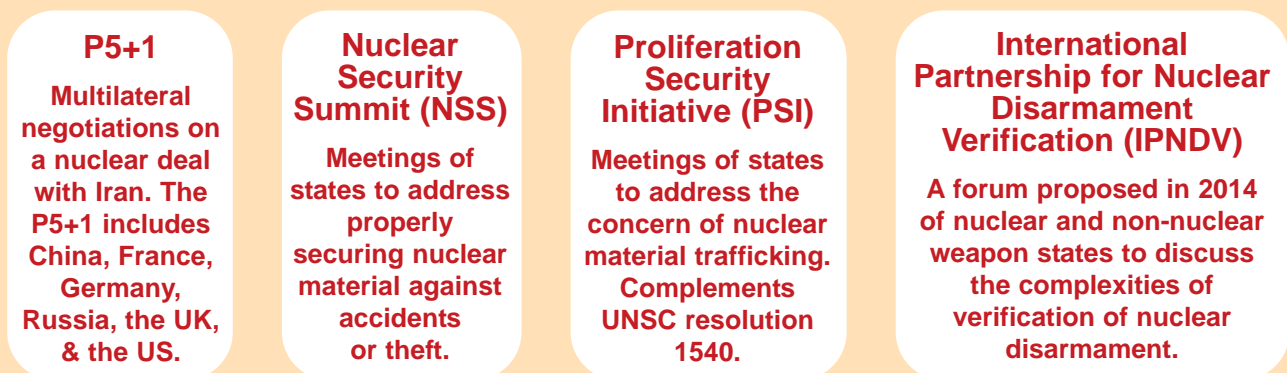 P5+1
Multilateral
negotiations on
a nuclear deal
with Iran. The
P5+1 includes
China, France,
Germany,
Russia, the UK,
& the US.
Nuclear
Security
Summit (NSS)
Meetings of
states to address
properly
securing nuclear
material against
accidents
or theft.
Proliferation
Security
Initiative (PSI)
Meetings of states
to address the
concern of nuclear
material trafficking.
Complements
UNSC resolution
1540.
International
Partnership for Nuclear
Disarmament
Verification (IPNDV)
A forum proposed in 2014
of nuclear and non-nuclear
weapon states to discuss
the complexities of
verification of nuclear
disarmament.